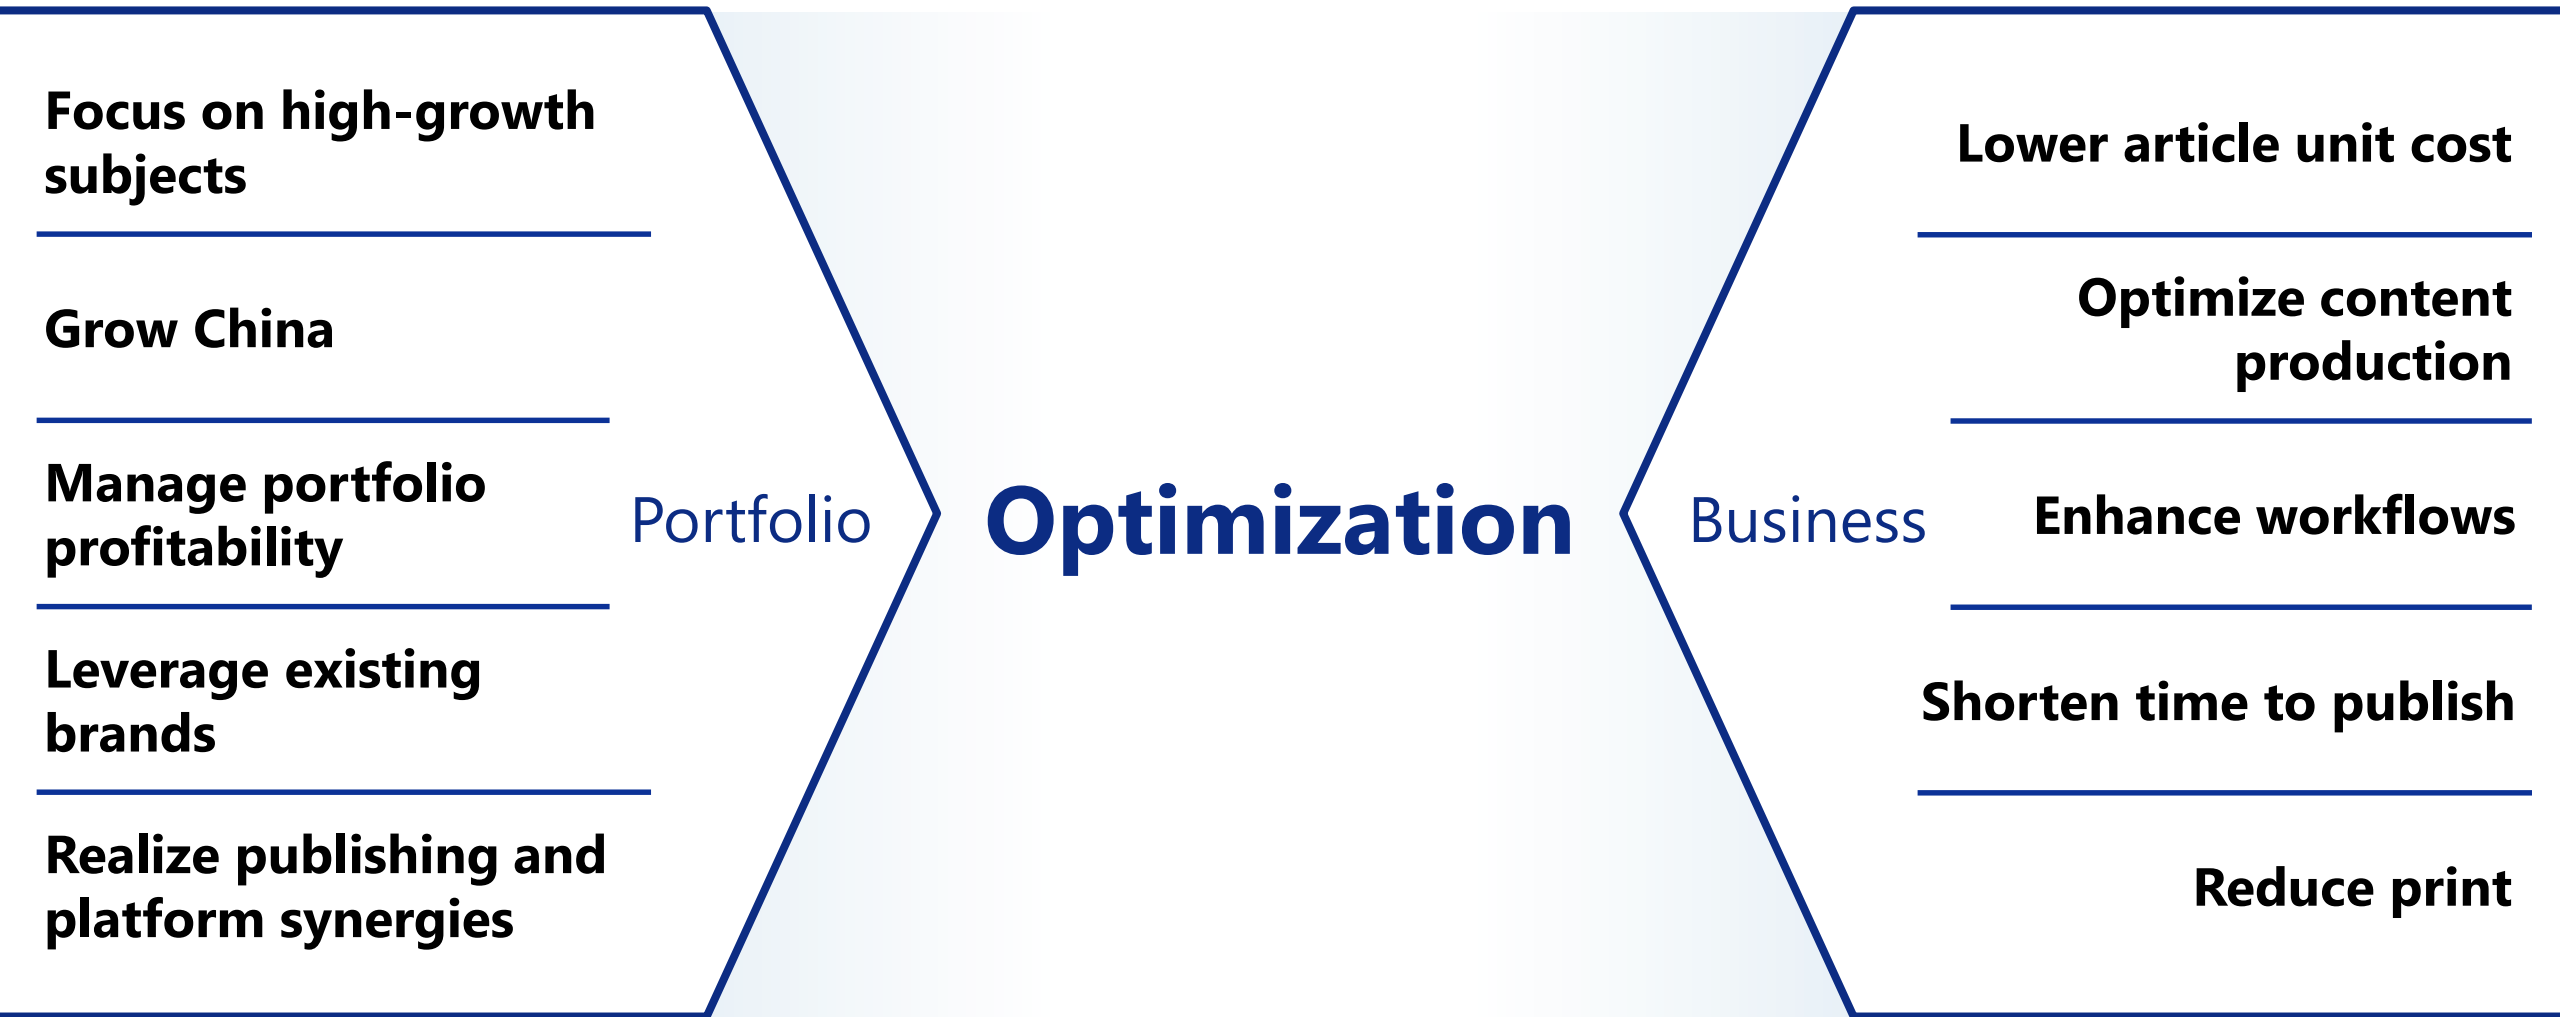 Focus on high-growth
subjects
Grow China
Manage portfolio
profitability
Leverage existing
brands
Realize publishing and
platform synergies
Portfolio
Optimization
Business
Lower article unit cost
Optimize content
production
Enhance workflows
Shorten time to publish
Reduce print